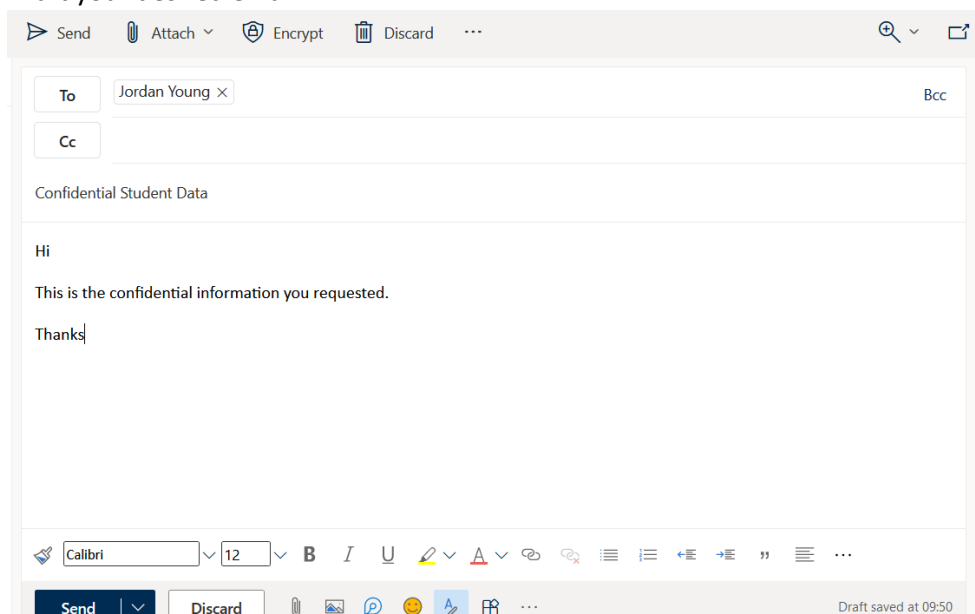 Send Attach Encrypt Discard ...
To Jordan Young × Bcc
Cc
Confidential Student Data
Hi
This is the confidential information you requested.
Thanks
Calibri 12 B I U A ...
Send Discard ... Draft saved at 09:50